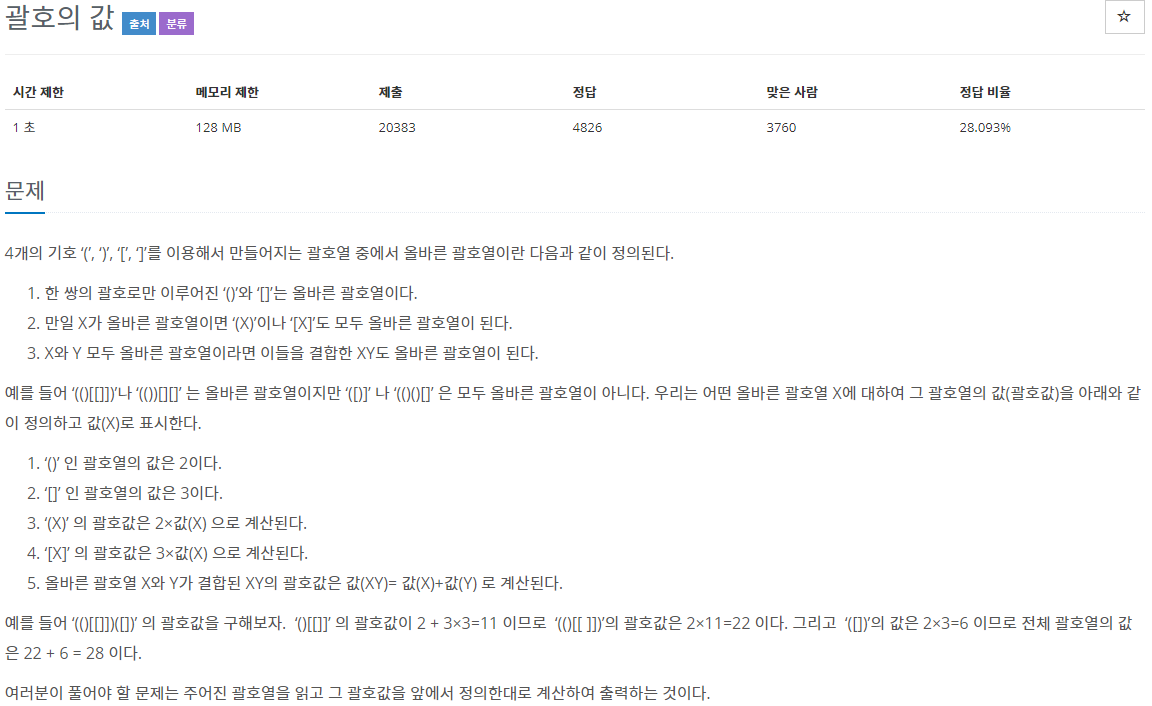 괄호의 값 출처 분류
☆
시간 제한 메모리 제한 제출 정답 맞은 사람 정답 비율
1 초 128 MB 20383 4826 3760 28.093%
문제
4개의 기호 ‘(’, ‘)’, ‘[’, ‘]’를 이용해서 만들어지는 괄호열 중에서 올바른 괄호열이란 다음과 같이 정의된다.
1. 한 쌍의 괄호로만 이루어진 ‘()’와 ‘[]’는 올바른 괄호열이다.
2. 만일 X가 올바른 괄호열이면 ‘(X)’이나 ‘[X]’도 모두 올바른 괄호열이 된다.
3. X와 Y 모두 올바른 괄호열이라면 이들을 결합한 XY도 올바른 괄호열이 된다.
예를 들어 ‘(()[[]])’나 ‘(())[][]’ 는 올바른 괄호열이지만 ‘([)]’ 나 ‘(()()[]’ 은 모두 올바른 괄호열이 아니다. 우리는 어떤 올바른 괄호열 X에 대하여 그 괄호열의 값(괄호값)을 아래와 같
이 정의하고 값(X)로 표시한다.
1. ‘()’ 인 괄호열의 값은 2이다.
2. ‘[]’ 인 괄호열의 값은 3이다.
3. ‘(X)’ 의 괄호값은 2×값(X) 으로 계산된다.
4. ‘[X]’ 의 괄호값은 3×값(X) 으로 계산된다.
5. 올바른 괄호열 X와 Y가 결합된 XY의 괄호값은 값(XY)= 값(X)+값(Y) 로 계산된다.
예를 들어 ‘(()[[]])([])’ 의 괄호값을 구해보자. ‘()[[]]’ 의 괄호값이 2 + 3×3=11 이므로 ‘(()[[ ]])’의 괄호값은 2×11=22 이다. 그리고 ‘([])’의 값은 2×3=6 이므로 전체 괄호열의 값
은 22 + 6 = 28 이다.
여러분이 풀어야 할 문제는 주어진 괄호열을 읽고 그 괄호값을 앞에서 정의한대로 계산하여 출력하는 것이다.